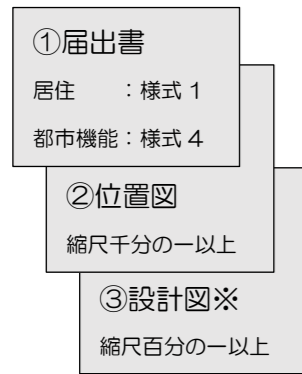 ①届出書
居住　　：様式 1
都市機能：様式 4
②位置図
縮尺千分の一以上
③設計図※
縮尺百分の一以上